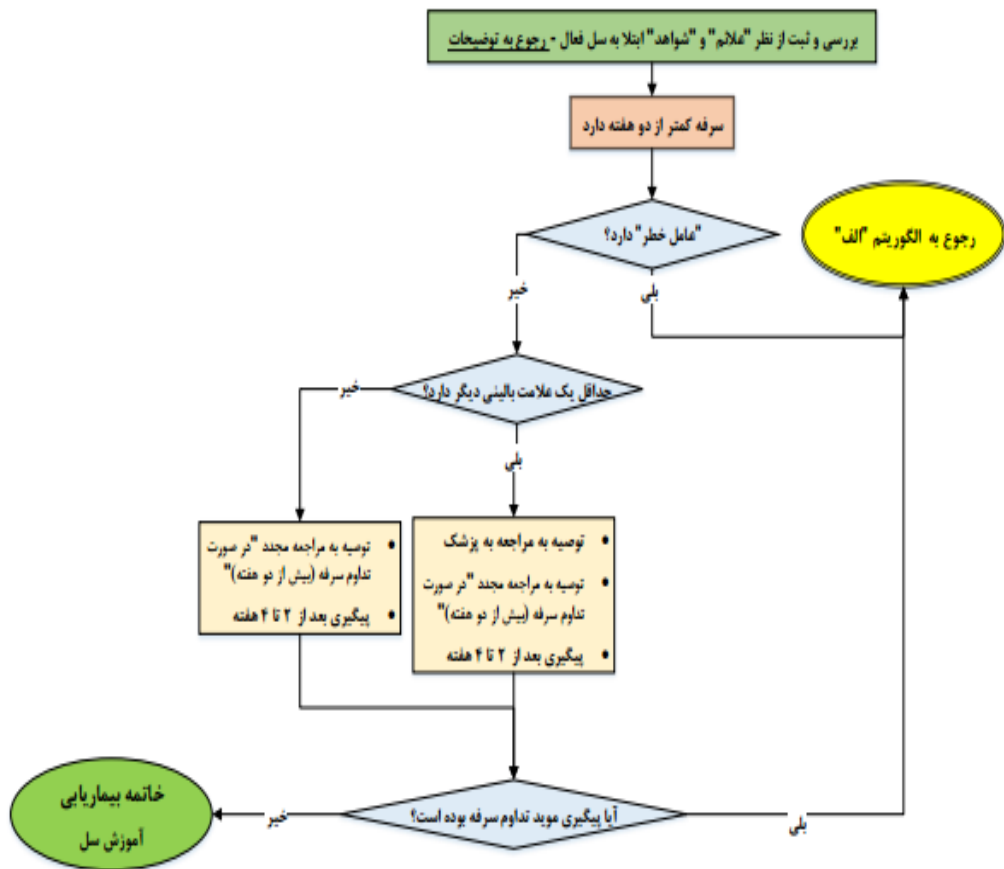 بررسی و ثبت از نظر "علائم" و "شواهد" ابتلا به سل فعال - رجوع به توضیحات
سرفه کمتر از دو هفته دارد
"عامل خطر" دارد؟
رجوع به الگوریتم "الف"
خیر
بلی
حداقل یک علامت بالینی دیگر دارد؟
خیر
بلی
• توصیه به مراجعه به پزشک
• توصیه به مراجعه مجدد "در صورت
تداوم سرفه (بیش از دو هفته)"
• پیگیری بعد از ۲ تا ۴ هفته
• توصیه به مراجعه مجدد "در صورت
تداوم سرفه (بیش از دو هفته)"
• پیگیری بعد از ۲ تا ۴ هفته
آیا پیگیری موید تداوم سرفه بوده است؟
بلی
خیر
خاتمه بیماریابی
آموزش سل